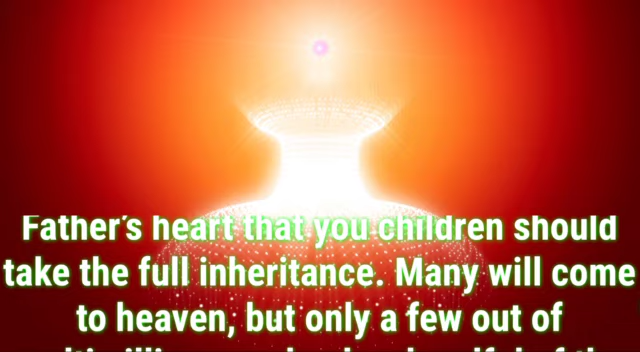 Father's heart that you children should
take the full inheritance. Many will come
to heaven, but only a few out of